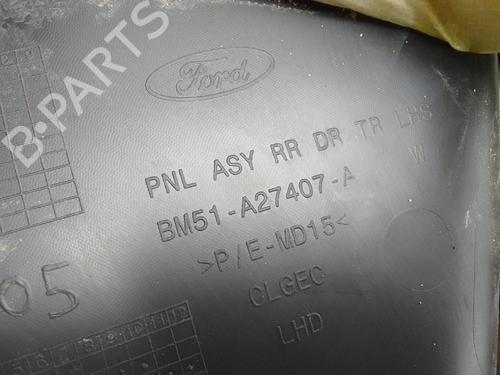 B-PARTS
Ford
PNL ASY RR DR TR LHS
BM51-A27407-A W
>P/E-MD15<
CLGEC
LHD
05